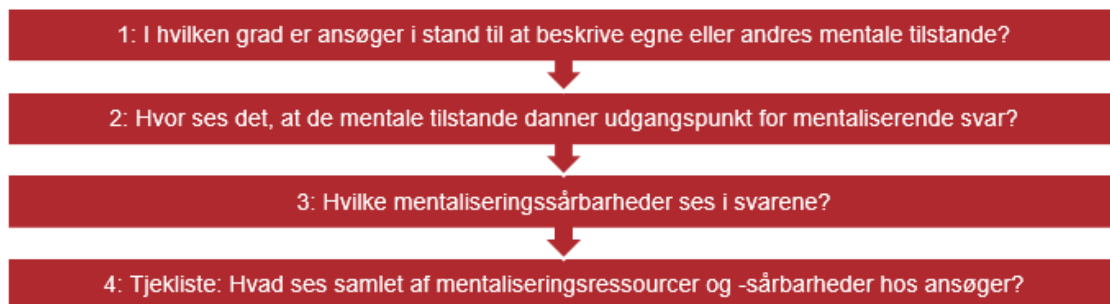 1: I hvilken grad er ansøger i stand til at beskrive egne eller andres mentale tilstande?
2: Hvor ses det, at de mentale tilstande danner udgangspunkt for mentaliserende svar?
3: Hvilke mentaliseringssårbarheder ses i svarene?
4: Tjekliste: Hvad ses samlet af mentaliseringsressourcer og -sårbarheder hos ansøger?